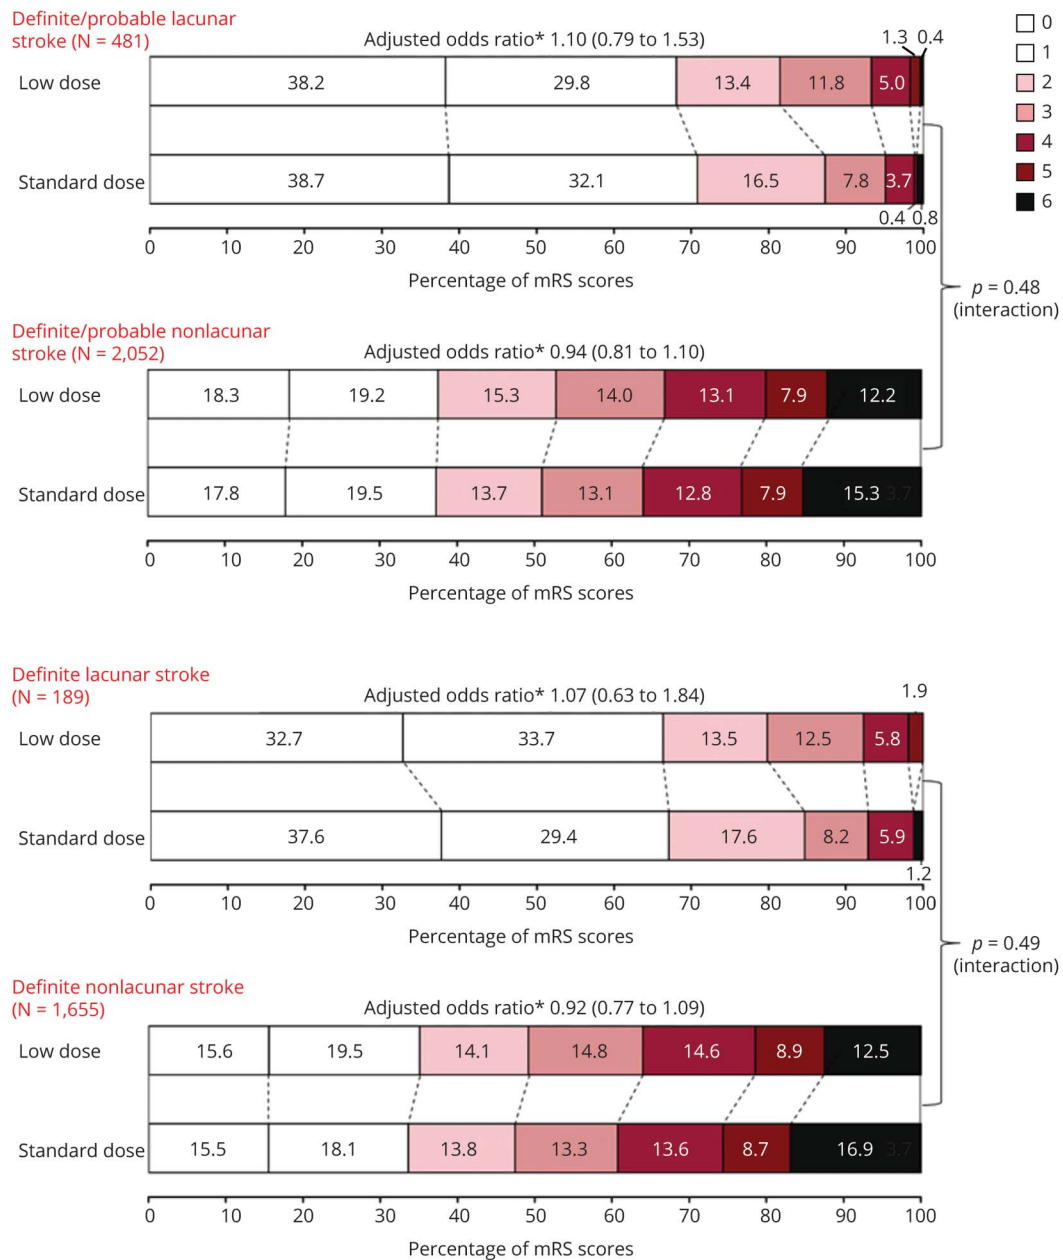 Definite/probable lacunar
stroke (N = 481)
Adjusted odds ratio* 1.10 (0.79 to 1.53)
1.3 0.4
Low dose 38.2 29.8 13.4 11.8 5.0
Standard dose 38.7 32.1 16.5 7.8 3.7
0.4 0.8
0 10 20 30 40 50 60 70 80 90 100
Percentage of mRS scores
0
1
2
3
4
5
6
p = 0.48
(interaction)
Definite/probable nonlacunar
stroke (N = 2,052)
Adjusted odds ratio* 0.94 (0.81 to 1.10)
Low dose 18.3 19.2 15.3 14.0 13.1 7.9 12.2
Standard dose 17.8 19.5 13.7 13.1 12.8 7.9 15.3 3.7
0 10 20 30 40 50 60 70 80 90 100
Percentage of mRS scores
Definite lacunar stroke
(N = 189)
Adjusted odds ratio* 1.07 (0.63 to 1.84)
1.9
Low dose 32.7 33.7 13.5 12.5 5.8
Standard dose 37.6 29.4 17.6 8.2 5.9
1.2
0 10 20 30 40 50 60 70 80 90 100
Percentage of mRS scores
p = 0.49
(interaction)
Definite nonlacunar stroke
(N = 1,655)
Adjusted odds ratio* 0.92 (0.77 to 1.09)
Low dose 15.6 19.5 14.1 14.8 14.6 8.9 12.5
Standard dose 15.5 18.1 13.8 13.3 13.6 8.7 16.9 3.7
0 10 20 30 40 50 60 70 80 90 100
Percentage of mRS scores